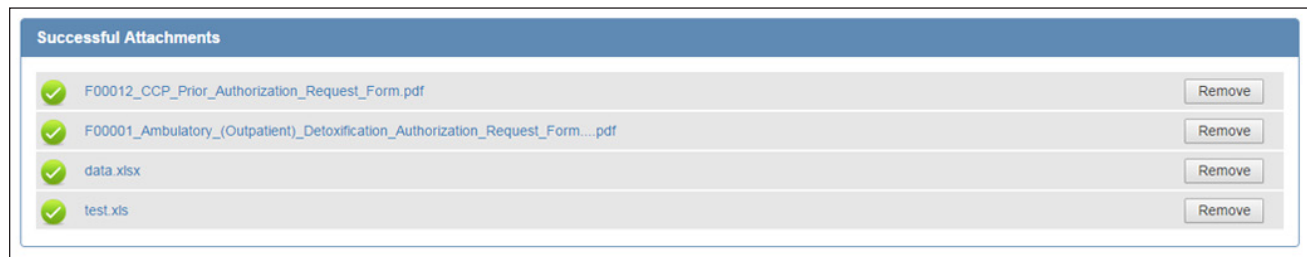 Successful Attachments
F00012_CCP_Prior_Authorization_Request_Form.pdf Remove
F00001_Ambulatory_(Outpatient)_Detoxification_Authorization_Request_Form....pdf Remove
data.xlsx Remove
test.xls Remove